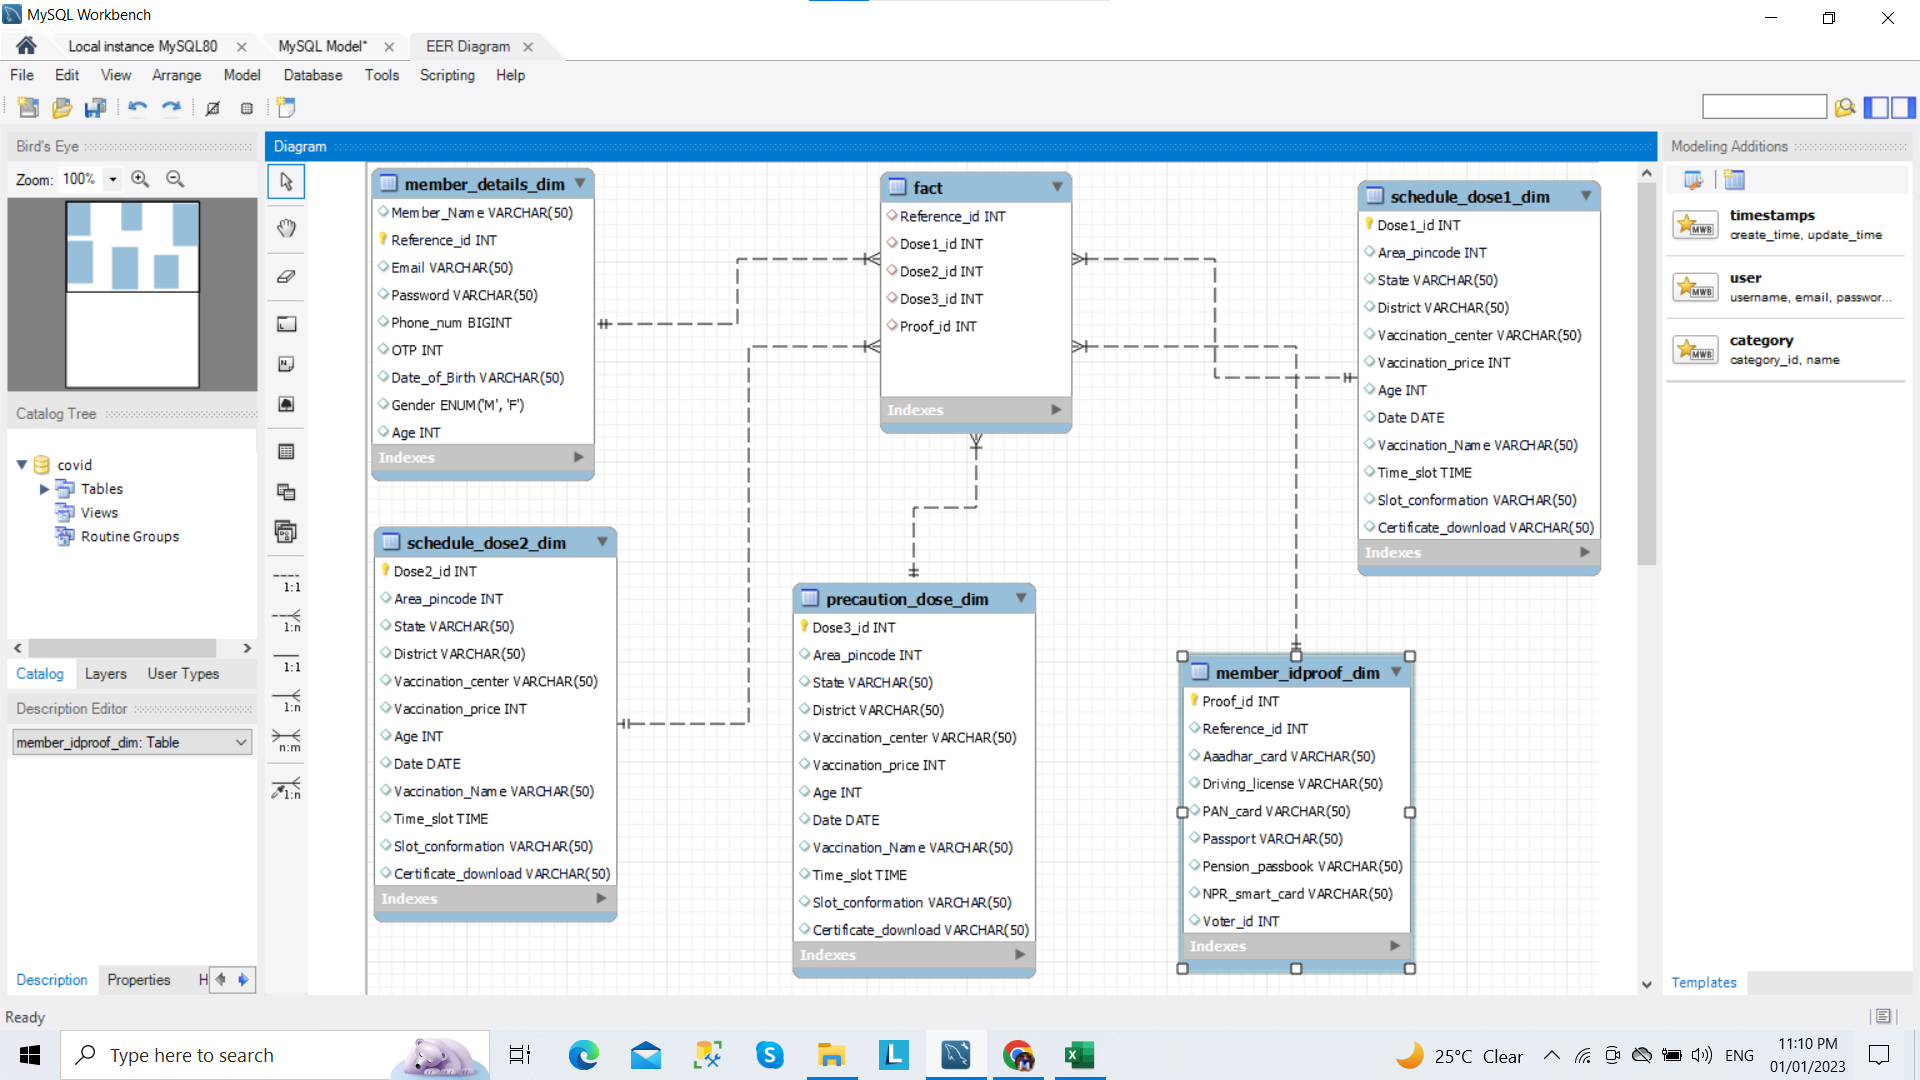 MySQL Workbench
Local instance MySQL80
MySQL Model*
EER Diagram
File Edit View Arrange Model Database Tools Scripting Help
Bird's Eye
Zoom: 100%
Catalog Tree
covid
Tables
Views
Routine Groups
Catalog Layers User Types
Description Editor
member_idproof_dim: Table
Description Properties H
Ready
1:1
1:n
1:1
1:n
n:m
1:n
Diagram
member_details_dim
Member_Name VARCHAR(50)
Reference_id INT
Email VARCHAR(50)
Password VARCHAR(50)
Phone_num BIGINT
OTP INT
Date_of_Birth VARCHAR(50)
Gender ENUM('M', 'F')
Age INT
Indexes
fact
Reference_id INT
Dose1_id INT
Dose2_id INT
Dose3_id INT
Proof_id INT
Indexes
schedule_dose1_dim
Dose1_id INT
Area_pincode INT
State VARCHAR(50)
District VARCHAR(50)
Vaccination_center VARCHAR(50)
Vaccination_price INT
Age INT
Date DATE
Vaccination_Name VARCHAR(50)
Time_slot TIME
Slot_conformation VARCHAR(50)
Certificate_download VARCHAR(50)
Indexes
schedule_dose2_dim
Dose2_id INT
Area_pincode INT
State VARCHAR(50)
District VARCHAR(50)
Vaccination_center VARCHAR(50)
Vaccination_price INT
Age INT
Date DATE
Vaccination_Name VARCHAR(50)
Time_slot TIME
Slot_conformation VARCHAR(50)
Certificate_download VARCHAR(50)
Indexes
precaution_dose_dim
Dose3_id INT
Area_pincode INT
State VARCHAR(50)
District VARCHAR(50)
Vaccination_center VARCHAR(50)
Vaccination_price INT
Age INT
Date DATE
Vaccination_Name VARCHAR(50)
Time_slot TIME
Slot_conformation VARCHAR(50)
Certificate_download VARCHAR(50)
Indexes
member_idproof_dim
Proof_id INT
Reference_id INT
Aaadhar_card VARCHAR(50)
Driving_license VARCHAR(50)
PAN_card VARCHAR(50)
Passport VARCHAR(50)
Pension_passbook VARCHAR(50)
NPR_smart_card VARCHAR(50)
Voter_id INT
Indexes
Modeling Additions
MWB
timestamps
create_time, update_time
MWB
user
username, email, passwor...
MWB
category
category_id, name
Templates
Type here to search
25°C Clear
ENG
11:10 PM
01/01/2023